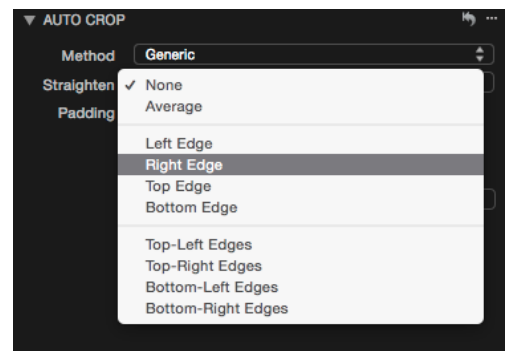 AUTO CROP
Method Generic
Straighten ✓ None
Average
Padding
Left Edge
Right Edge
Top Edge
Bottom Edge
Top-Left Edges
Top-Right Edges
Bottom-Left Edges
Bottom-Right Edges